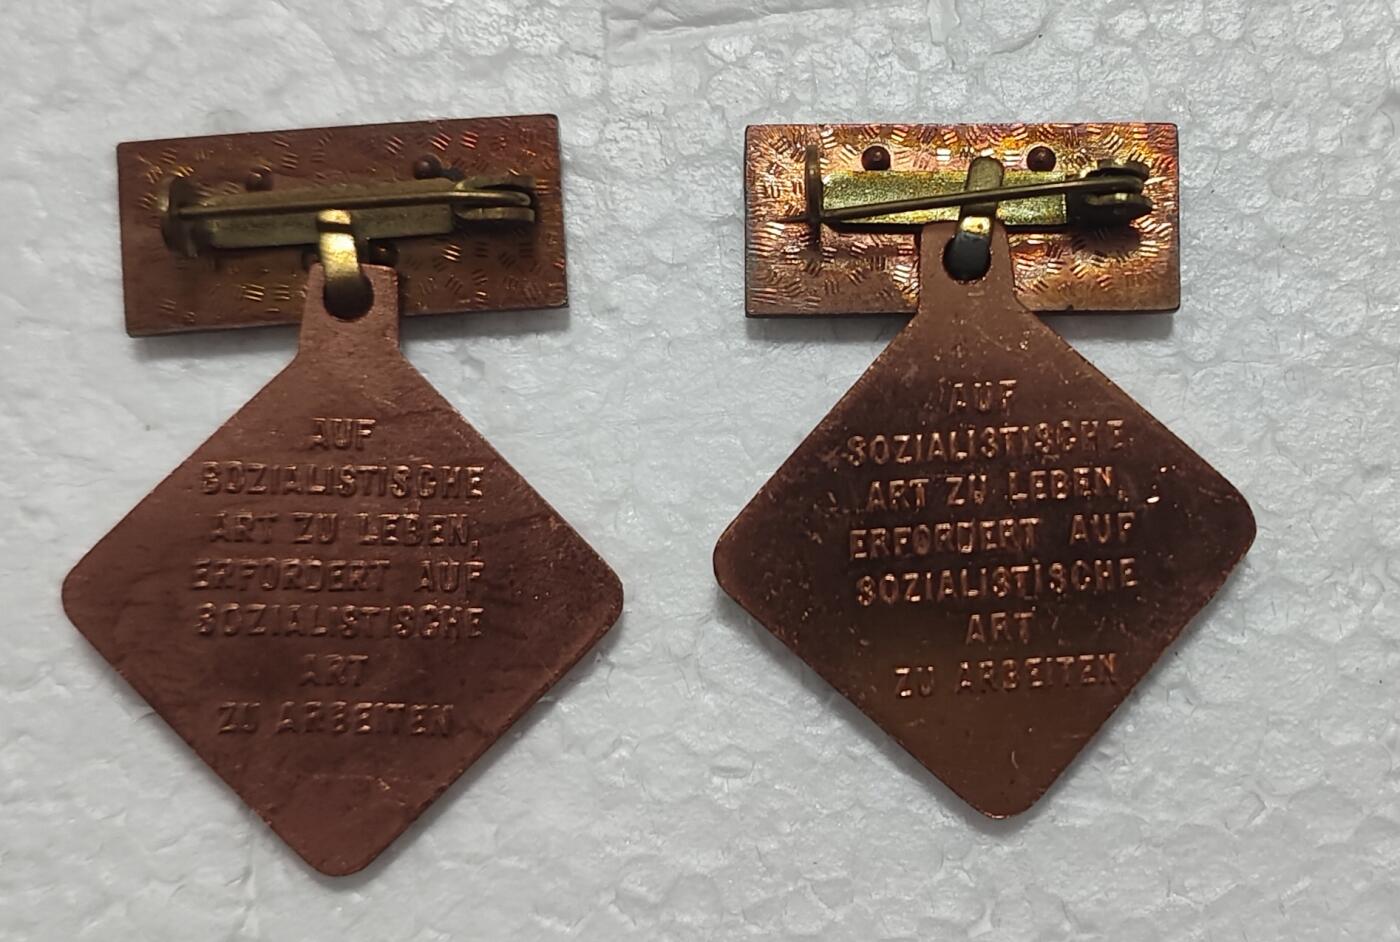 AUF
SOZIALISTISCHE
ART ZU LEBEN,
ERFORDERT AUF
SOZIALISTISCHE
ART
ZU ARBEITEN
AUF
SOZIALISTISCHE
ART ZU LEBEN,
ERFORDERT AUF
SOZIALISTISCHE
ART
ZU ARBEITEN